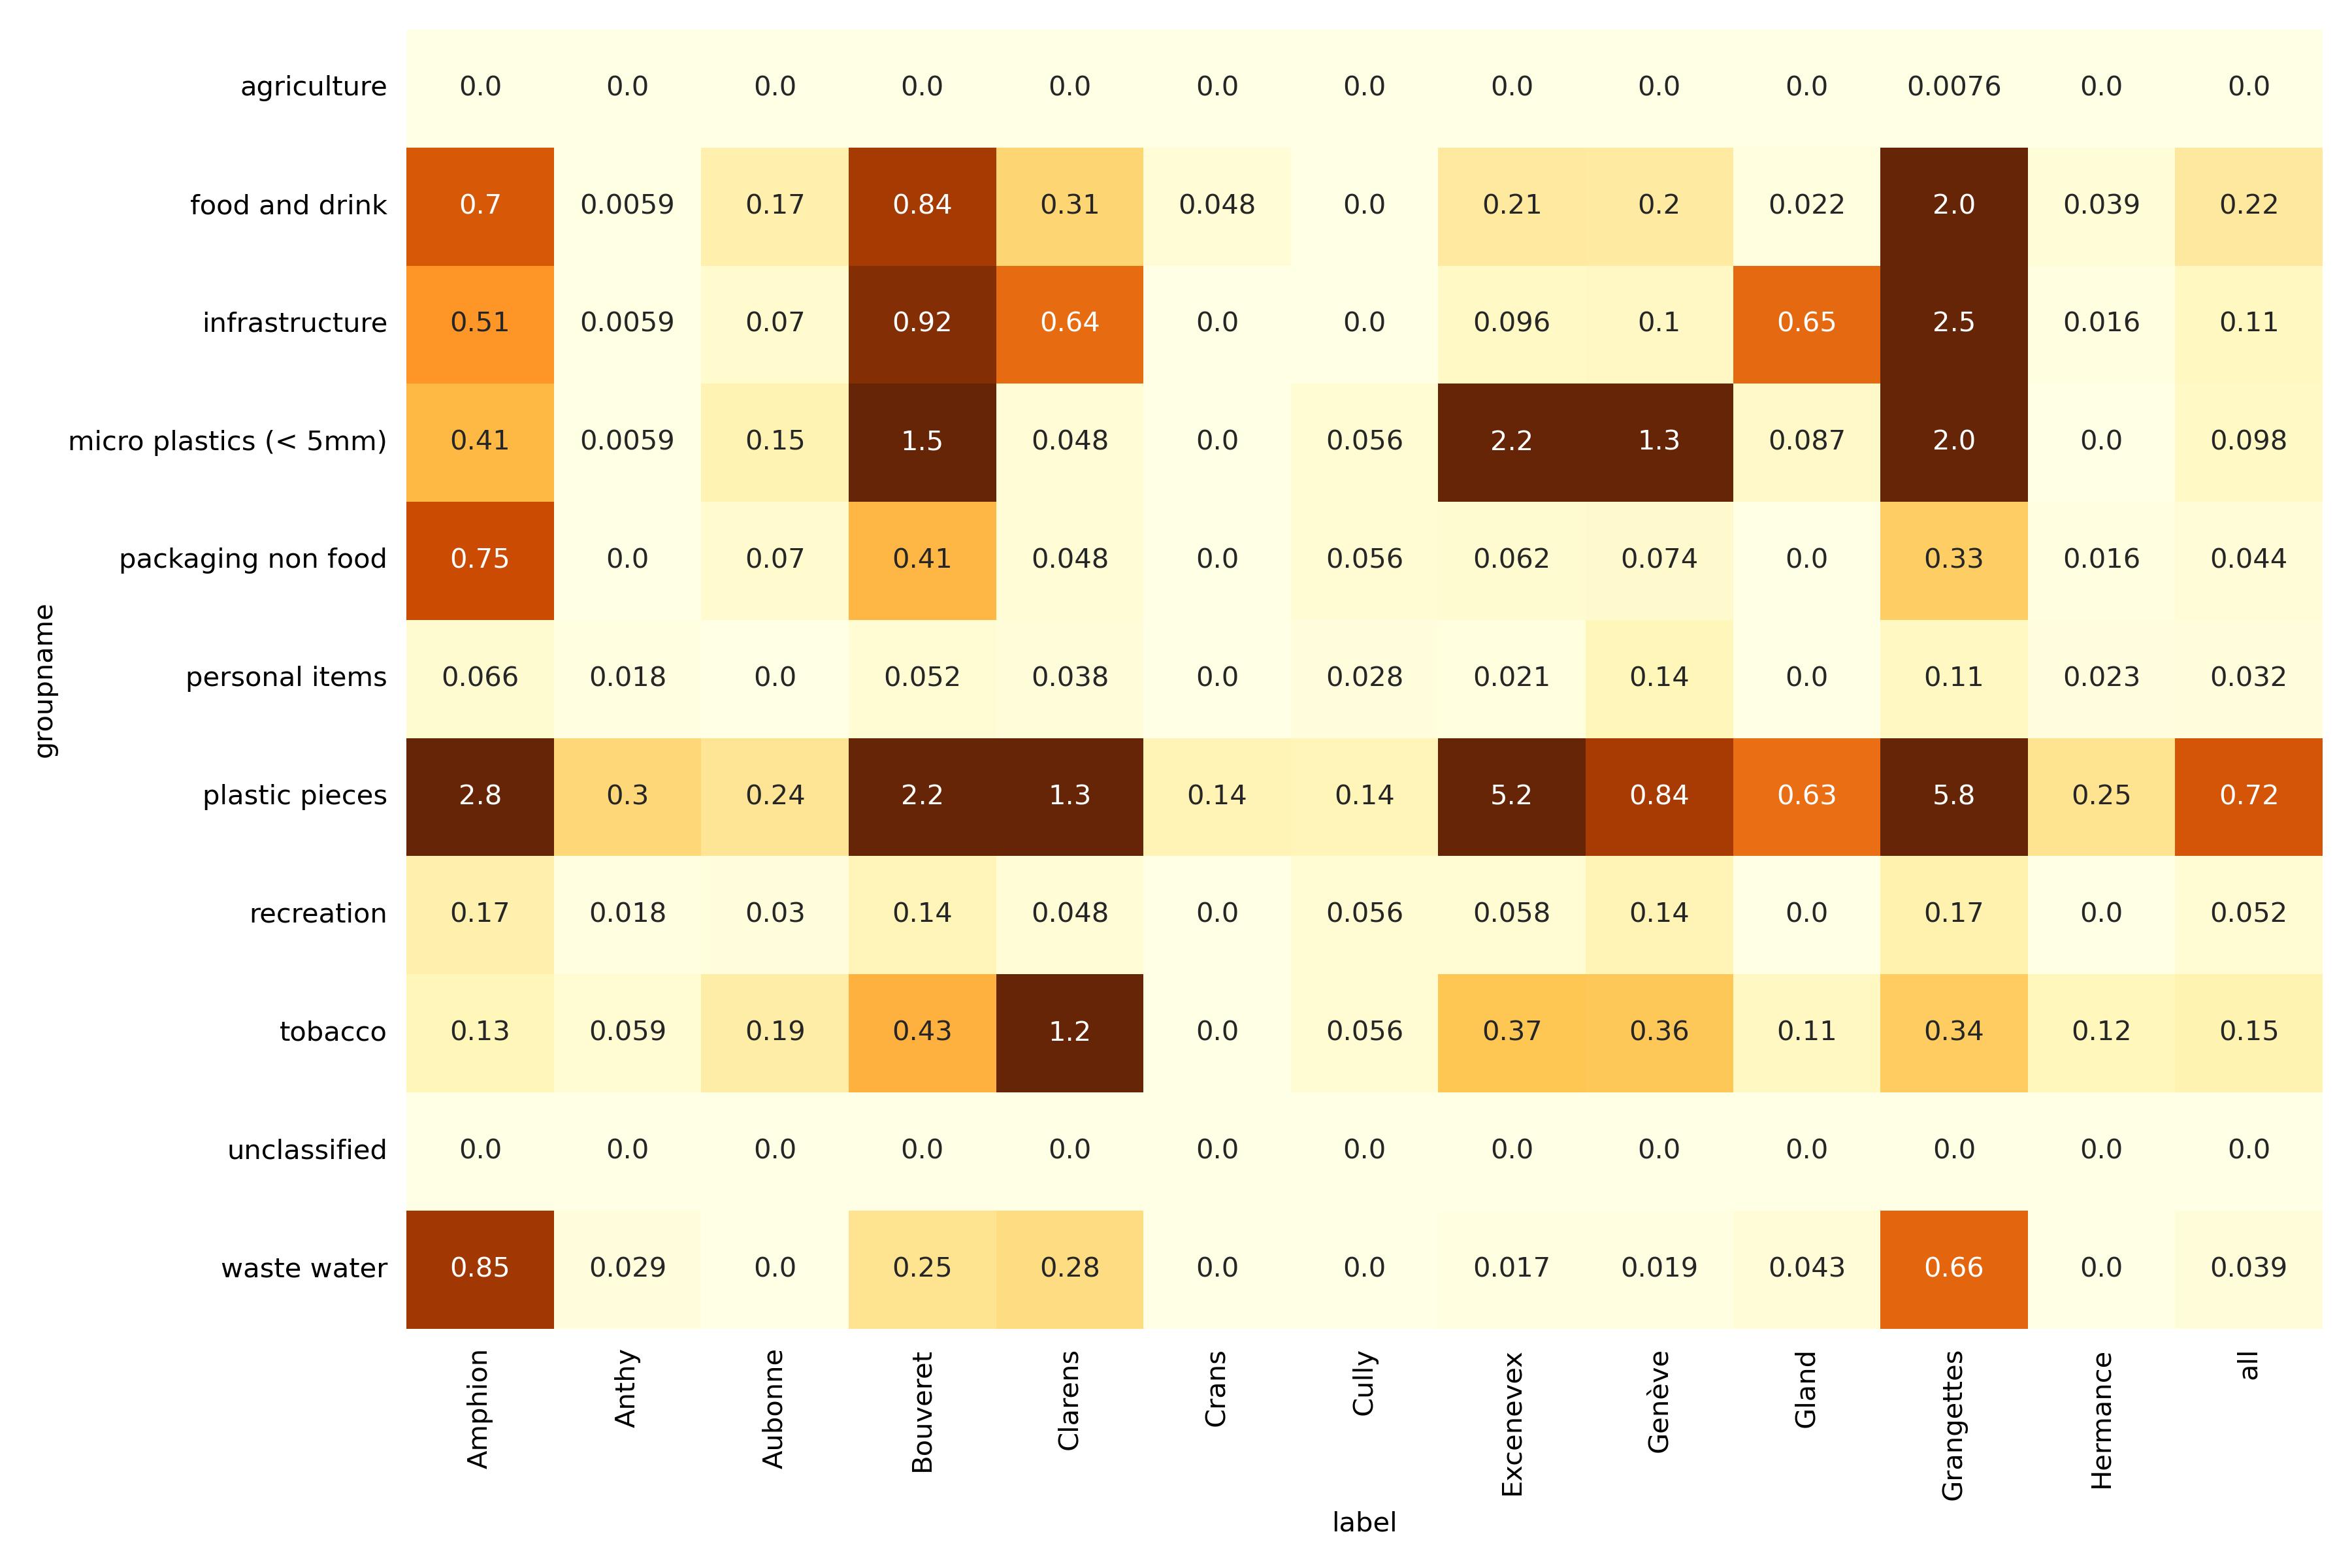 agriculture 0.0 0.0 0.0 0.0 0.0 0.0 0.0 0.0 0.0 0.0 0.0076 0.0 0.0
food and drink 0.7 0.0059 0.17 0.84 0.31 0.048 0.0 0.21 0.2 0.022 2.0 0.039 0.22
infrastructure 0.51 0.0059 0.07 0.92 0.64 0.0 0.0 0.096 0.1 0.65 2.5 0.016 0.11
micro plastics (< 5mm) 0.41 0.0059 0.15 1.5 0.048 0.0 0.056 2.2 1.3 0.087 2.0 0.0 0.098
packaging non food 0.75 0.0 0.07 0.41 0.048 0.0 0.056 0.062 0.074 0.0 0.33 0.016 0.044
personal items 0.066 0.018 0.0 0.052 0.038 0.0 0.028 0.021 0.14 0.0 0.11 0.023 0.032
plastic pieces 2.8 0.3 0.24 2.2 1.3 0.14 0.14 5.2 0.84 0.63 5.8 0.25 0.72
recreation 0.17 0.018 0.03 0.14 0.048 0.0 0.056 0.058 0.14 0.0 0.17 0.0 0.052
tobacco 0.13 0.059 0.19 0.43 1.2 0.0 0.056 0.37 0.36 0.11 0.34 0.12 0.15
unclassified 0.0 0.0 0.0 0.0 0.0 0.0 0.0 0.0 0.0 0.0 0.0 0.0 0.0
waste water 0.85 0.029 0.0 0.25 0.28 0.0 0.0 0.017 0.019 0.043 0.66 0.0 0.039
Amphion Anthy Aubonne Bouveret Clarens Crans Cully Excenevex Genève Gland Grangettes Hermance all
label
groupname